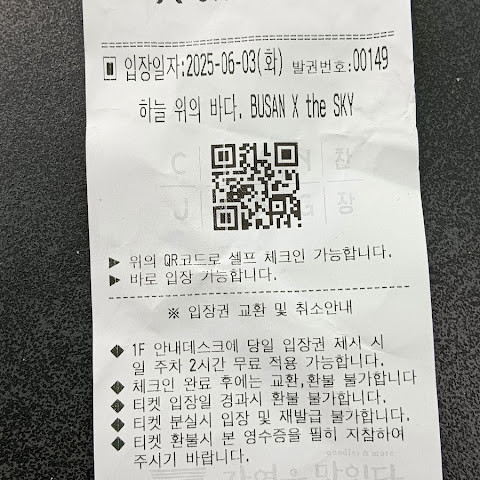 입장일자:2025-06-03(화) 발권번호:00149
하늘 위의 바다, BUSAN X the SKY
▶ 위의 QR코드로 셀프 체크인 가능합니다.
▶ 바로 입장 가능합니다.
※ 입장권 교환 및 취소안내
◆ 1F 안내데스크에 당일 입장권 제시 시
일 주차 2시간 무료 적용 가능합니다.
◆ 체크인 완료 후에는 교환,환불 불가합니다
◆ 티켓 입장일 경과시 환불 불가합니다.
◆ 티켓 분실시 입장 및 재발급 불가합니다.
◆ 티켓 환불시 본 영수증을 필히 지참하여
주시기 바랍니다.